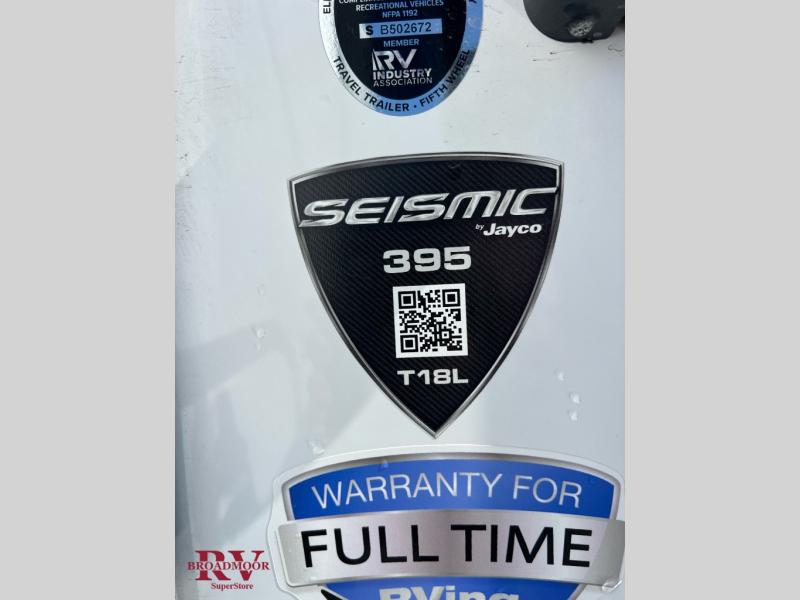 RECREATIONAL VEHICLES
NFPA 1192
S B502672
MEMBER
RV
INDUSTRY
ASSOCIATION
TRAVEL TRAILER • FIFTH WHEEL
SEISMIC
by Jayco
395
T18L
WARRANTY FOR
FULL TIME
RVing
RV
BROADMOOR
SuperStore